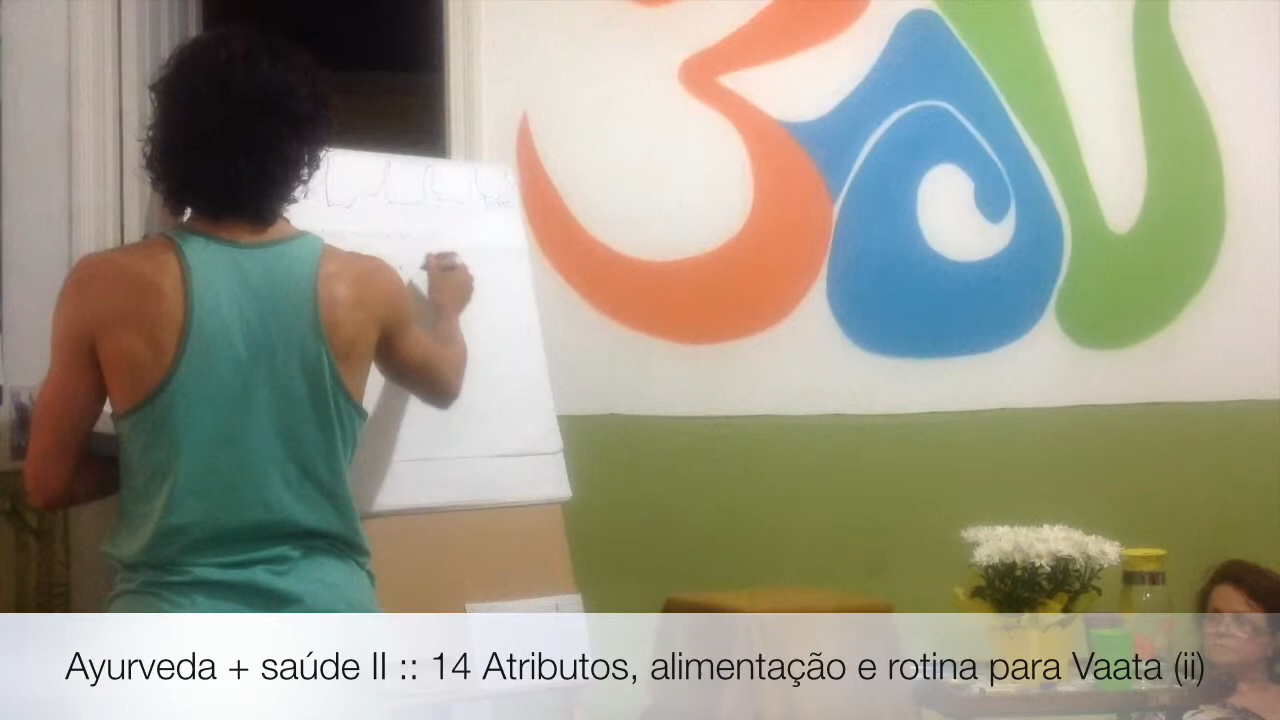 Ayurveda + saúde II :: 14 Atributos, alimentação e rotina para Vaata (ii)